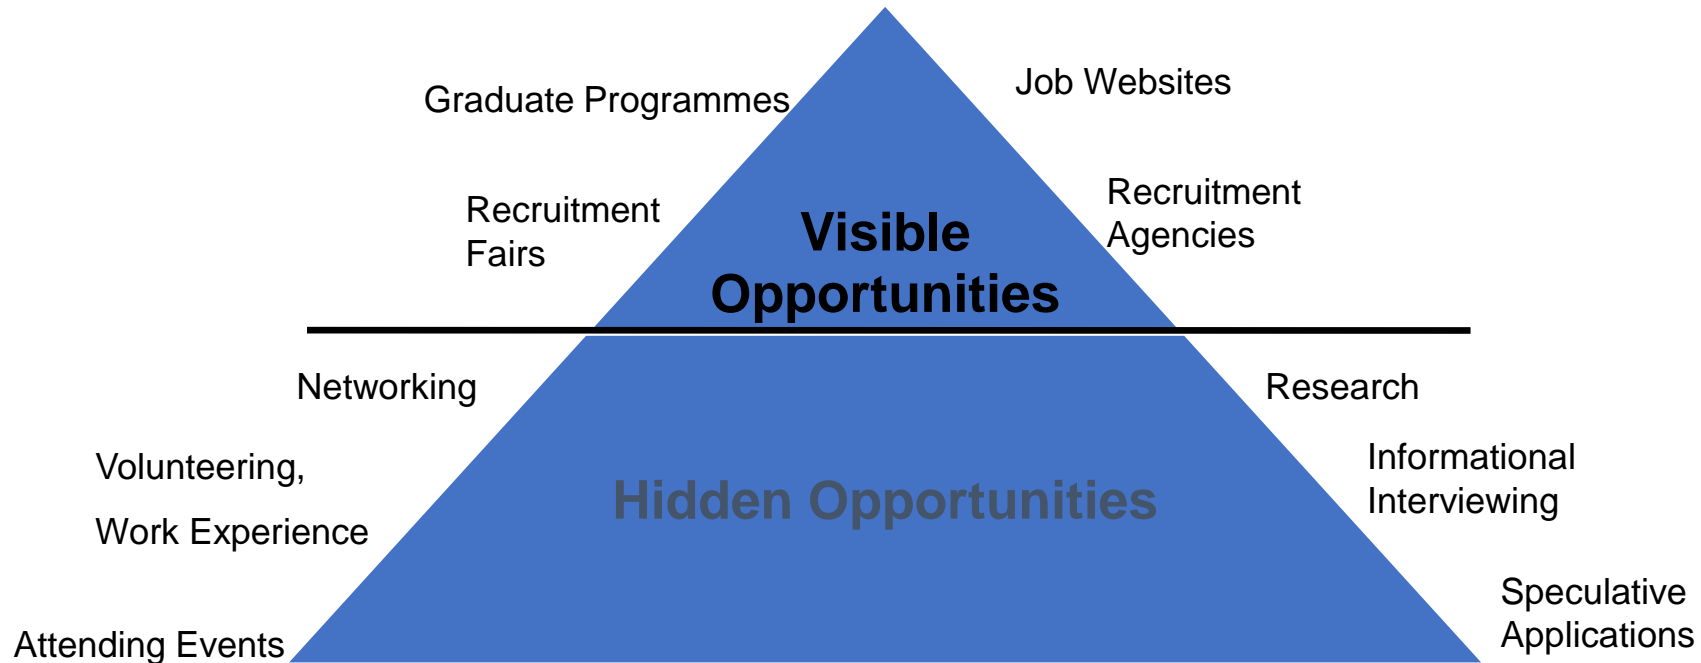 Graduate Programmes
Job Websites
Recruitment
Fairs
Visible
Opportunities
Recruitment
Agencies
Networking
Research
Volunteering,
Work Experience
Hidden Opportunities
Informational
Interviewing
Attending Events
Speculative
Applications